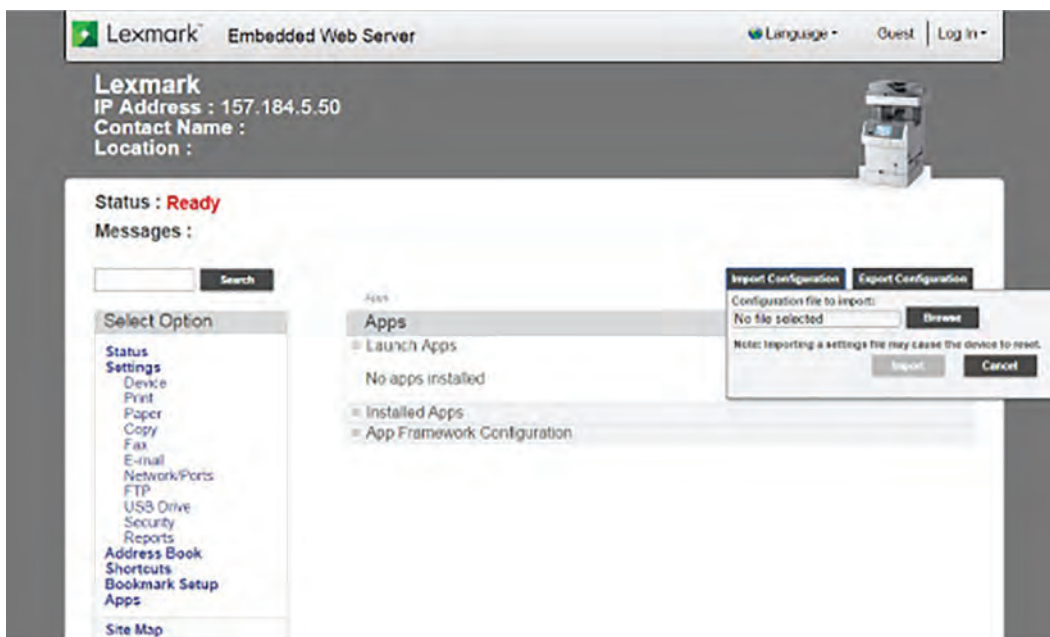 Lexmark™ Embedded Web Server
Language
Guest | Log In
Lexmark
IP Address : 157.184.5.50
Contact Name :
Location :
Status : Ready
Messages :
Search
Import Configuration
Export Configuration
Configuration file to import:
No file selected
Browse
Note: Importing a settings file may cause the device to reset.
Import
Cancel
Apps
Apps
Launch Apps
No apps installed
Installed Apps
App Framework Configuration
Select Option
Status
Settings
Device
Print
Paper
Copy
Fax
E-mail
Network/Ports
FTP
USB Drive
Security
Reports
Address Book
Shortcuts
Bookmark Setup
Apps
Site Map